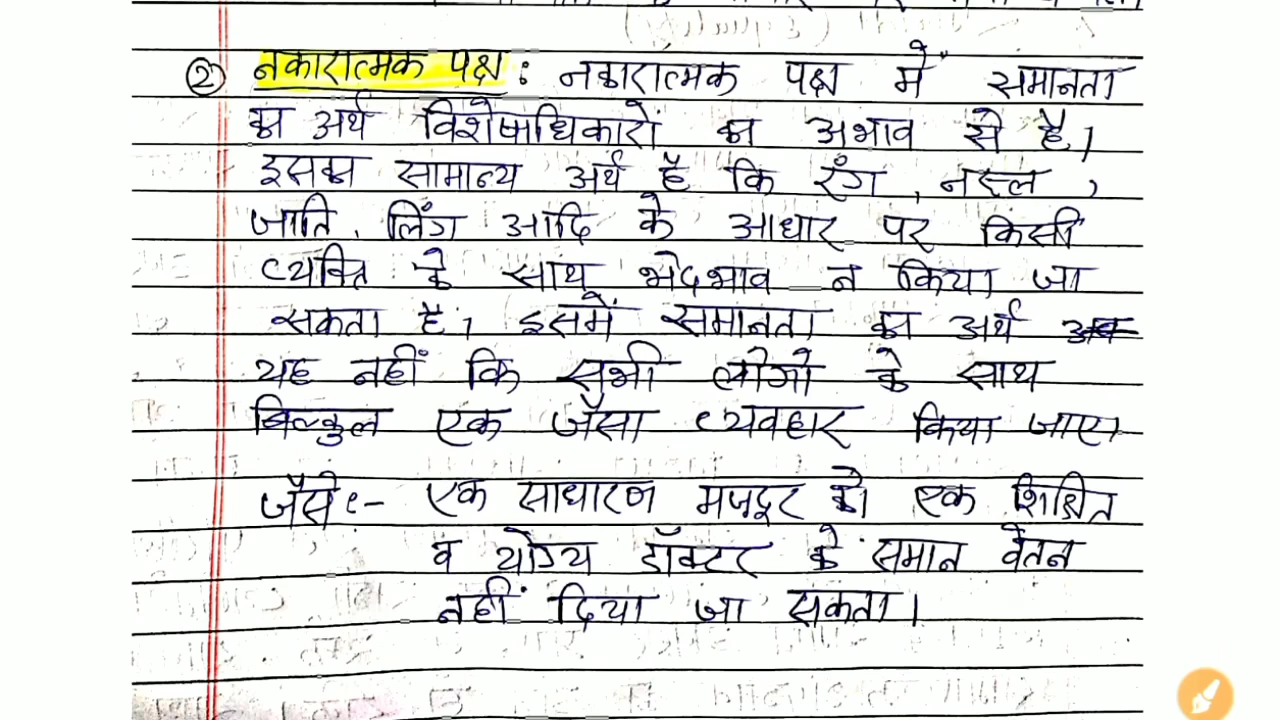 ② नकारात्मक पक्ष : नकारात्मक पक्ष में समानता
का अर्थ विशेषाधिकारों का अभाव से है।
इसका सामान्य अर्थ है कि रंग, नस्ल,
जाति, लिंग आदि के आधार पर किसी
व्यक्ति के साथ भेदभाव न किया जा
सकता है। इसमें समानता का अर्थ
यह नहीं कि सभी लोगों के साथ
बिल्कुल एक जैसा व्यवहार किया जाए।
जैसे:- एक साधारण मजदूर को एक शिक्षित
व योग्य डॉक्टर के समान वेतन
नहीं दिया जा सकता।